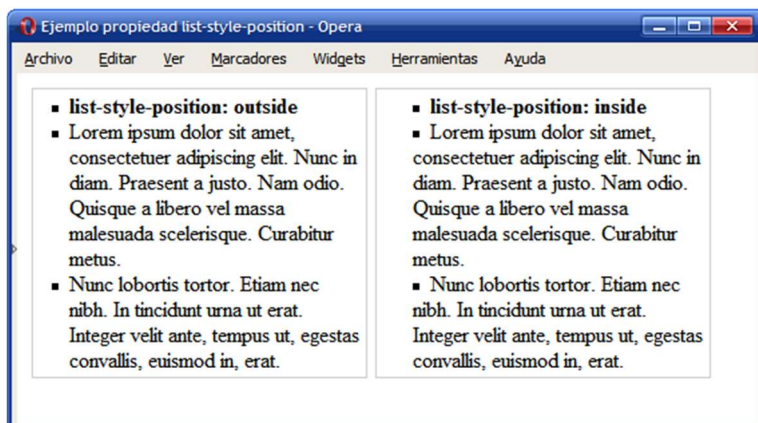 Ejemplo propiedad list-style-position - Opera
Archivo Editar Ver Marcadores Widgets Herramientas Ayuda
list-style-position: outside
Lorem ipsum dolor sit amet,
consectetuer adipiscing elit. Nunc in
diam. Praesent a justo. Nam odio.
Quisque a libero vel massa
malesuada scelerisque. Curabitur
metus.
Nunc lobortis tortor. Etiam nec
nibh. In tincidunt urna ut erat.
Integer velit ante, tempus ut, egestas
convallis, euismod in, erat.
list-style-position: inside
Lorem ipsum dolor sit amet,
consectetuer adipiscing elit. Nunc in
diam. Praesent a justo. Nam odio.
Quisque a libero vel massa
malesuada scelerisque. Curabitur
metus.
Nunc lobortis tortor. Etiam nec
nibh. In tincidunt urna ut erat.
Integer velit ante, tempus ut, egestas
convallis, euismod in, erat.